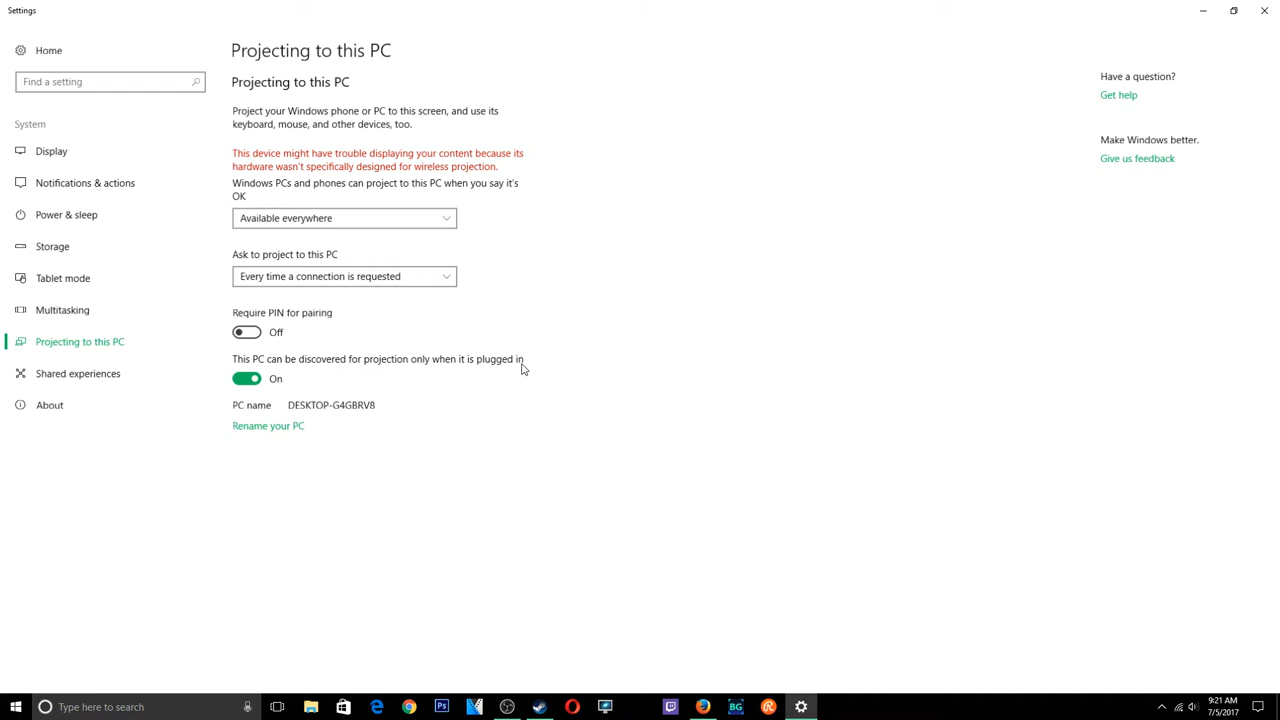 Settings
Home
Find a setting
System
Display
Notifications & actions
Power & sleep
Storage
Tablet mode
Multitasking
Projecting to this PC
Shared experiences
About
Projecting to this PC
Projecting to this PC
Project your Windows phone or PC to this screen, and use its
keyboard, mouse, and other devices, too.
This device might have trouble displaying your content because its
hardware wasn't specifically designed for wireless projection.
Windows PCs and phones can project to this PC when you say it's
OK
Available everywhere
Ask to project to this PC
Every time a connection is requested
Require PIN for pairing
Off
This PC can be discovered for projection only when it is plugged in
On
PC name DESKTOP-G4GBRV8
Rename your PC
Have a question?
Get help
Make Windows better.
Give us feedback
Type here to search
Ps
BG
9:21 AM
7/5/2017